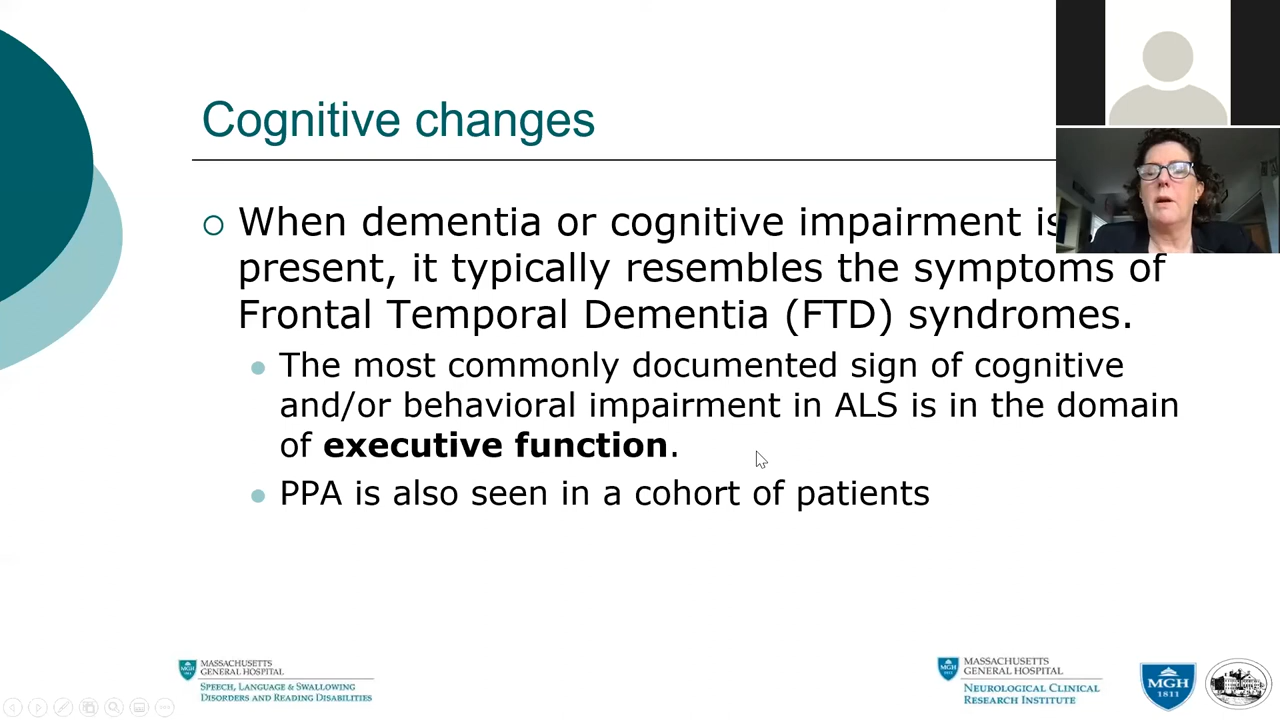 Cognitive changes
When dementia or cognitive impairment is
present, it typically resembles the symptoms of
Frontal Temporal Dementia (FTD) syndromes.
The most commonly documented sign of cognitive
and/or behavioral impairment in ALS is in the domain
of executive function.
PPA is also seen in a cohort of patients
MASSACHUSETTS
GENERAL HOSPITAL
SPEECH, LANGUAGE & SWALLOWING
DISORDERS AND READING DISABILITIES
MASSACHUSETTS
GENERAL HOSPITAL
NEUROLOGICAL CLINICAL
RESEARCH INSTITUTE
MGH
1811